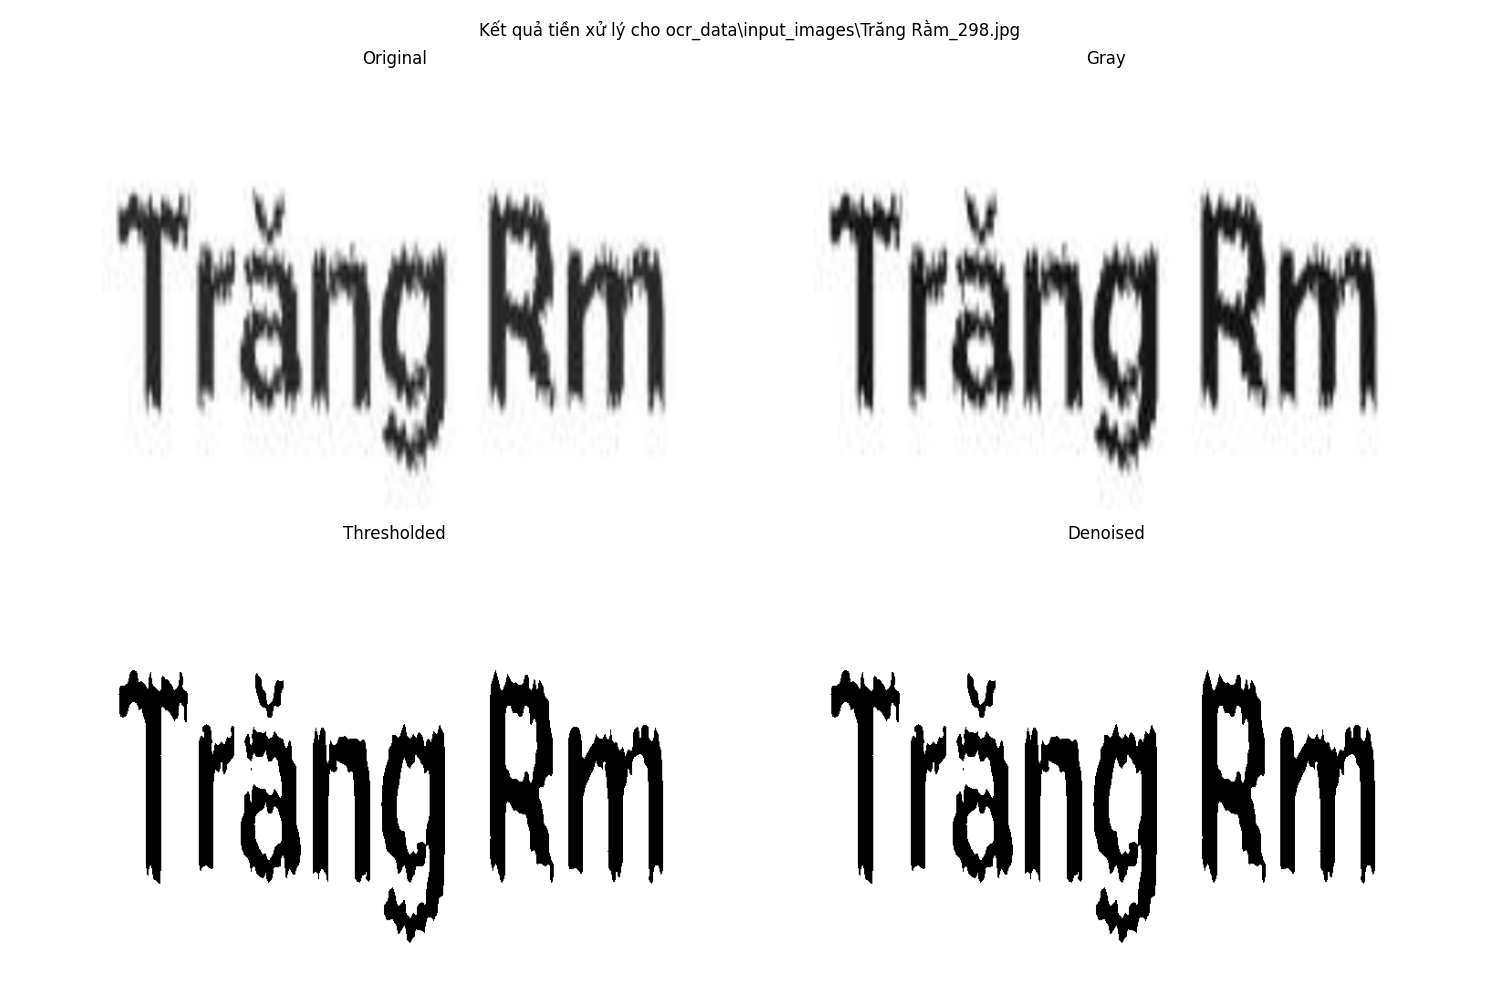 Kết quả tiền xử lý cho ocr_data\input_images\Trăng Rằm_298.jpg
Original
Gray
Trăng Rm
Trăng Rm
Thresholded
Denoised
Trăng Rm
Trăng Rm